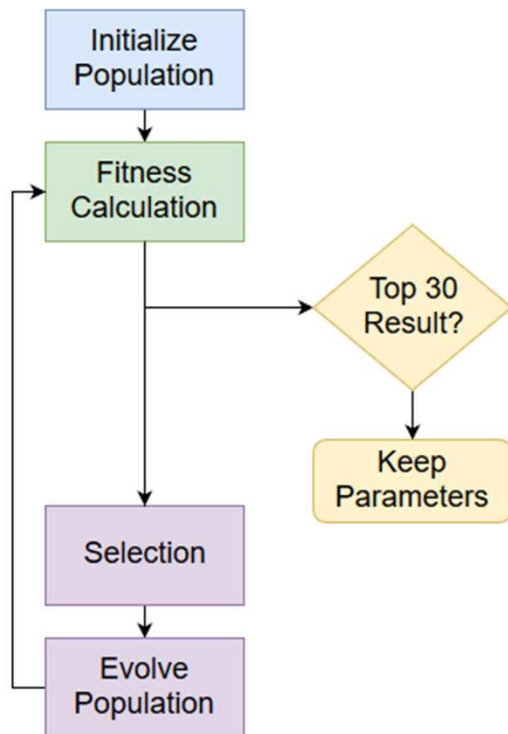 Initialize
Population
Fitness
Calculation
Top 30
Result?
Keep
Parameters
Selection
Evolve
Population